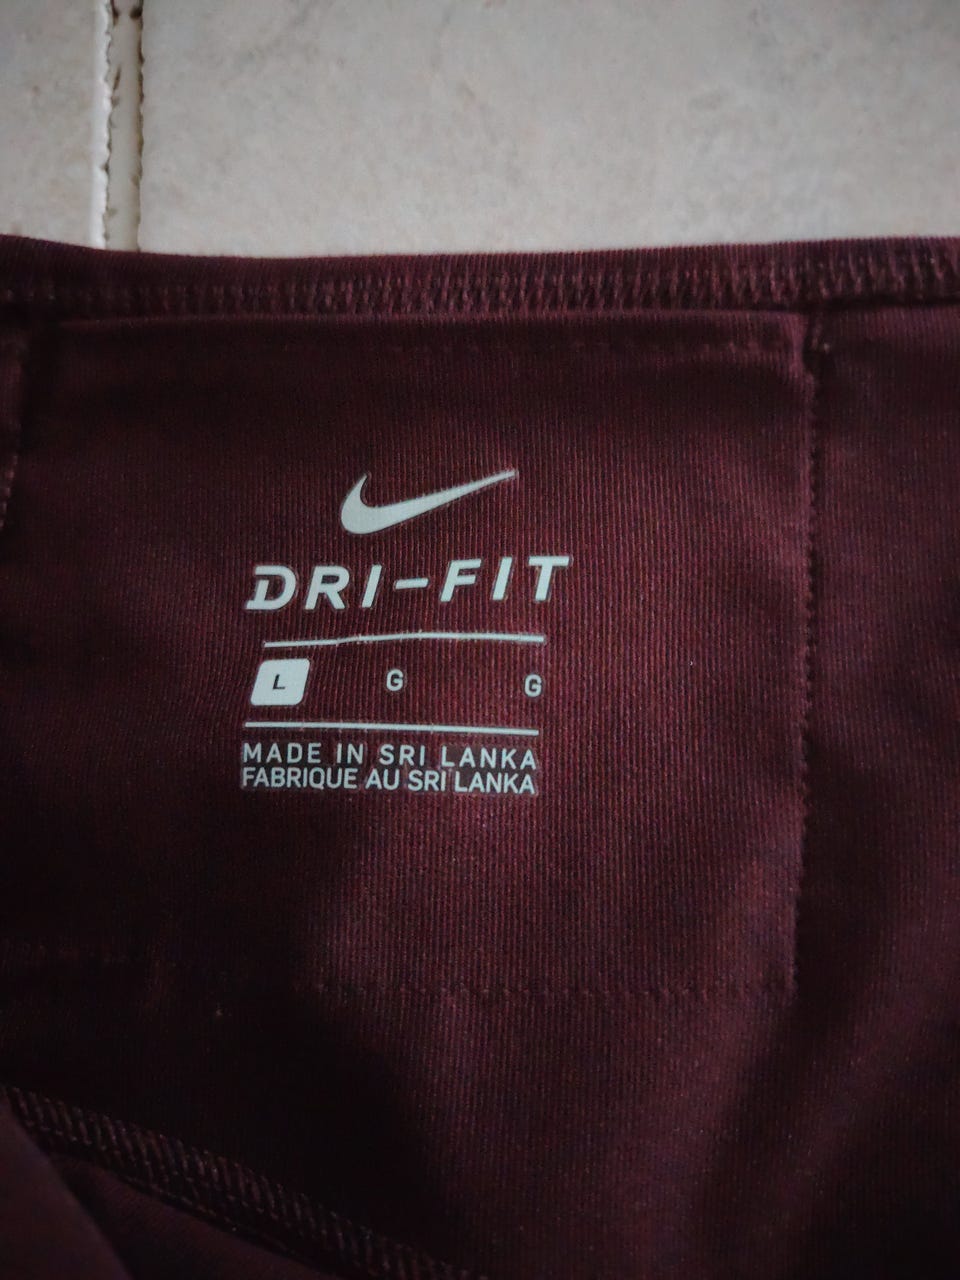 DRI-FIT
L G G
MADE IN SRI LANKA
FABRIQUE AU SRI LANKA